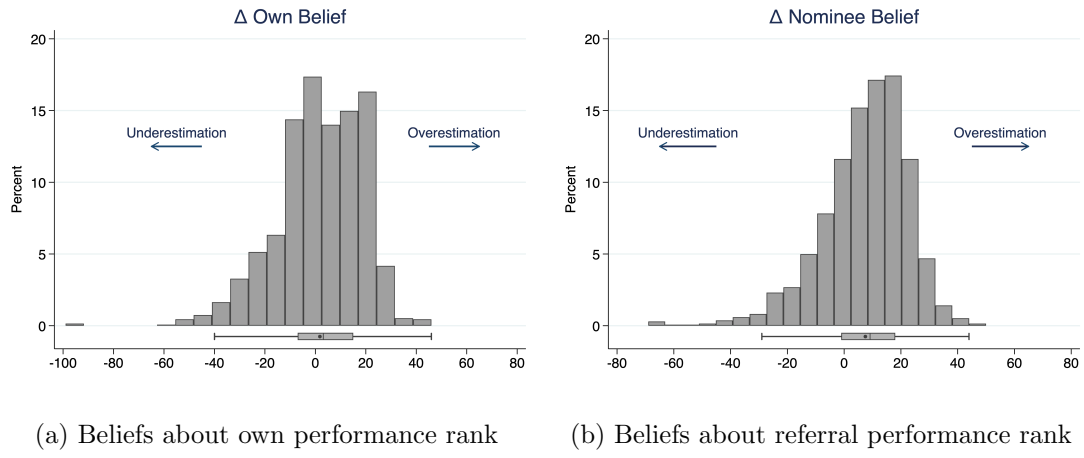 Δ Own Belief
20
15
10
5
0
Percent
Underestimation
Overestimation
-100 -80 -60 -40 -20 0 20 40 60 80
(a) Beliefs about own performance rank
Δ Nominee Belief
20
15
10
5
0
Percent
Underestimation
Overestimation
-80 -60 -40 -20 0 20 40 60 80
(b) Beliefs about referral performance rank